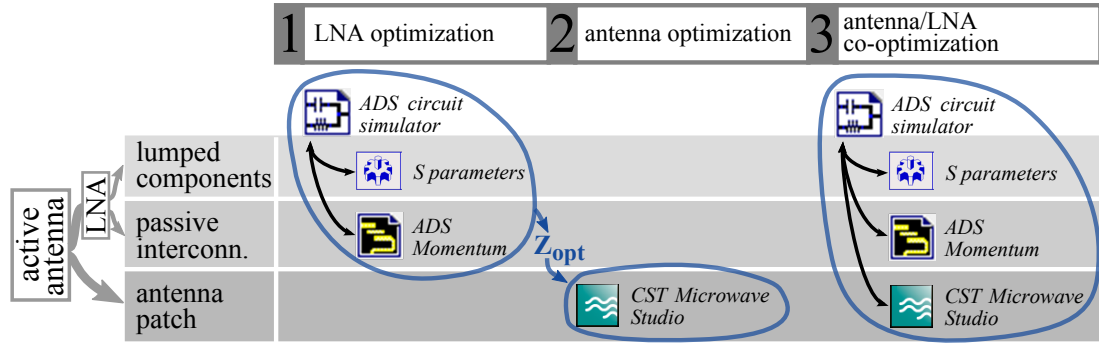 1 LNA optimization
2 antenna optimization
3 antenna/LNA
co-optimization
active
antenna
LNA
lumped
components
passive
interconn.
antenna
patch
ADS circuit
simulator
S parameters
ADS
Momentum
Zopt
CST Microwave
Studio
ADS circuit
simulator
S parameters
ADS
Momentum
CST Microwave
Studio